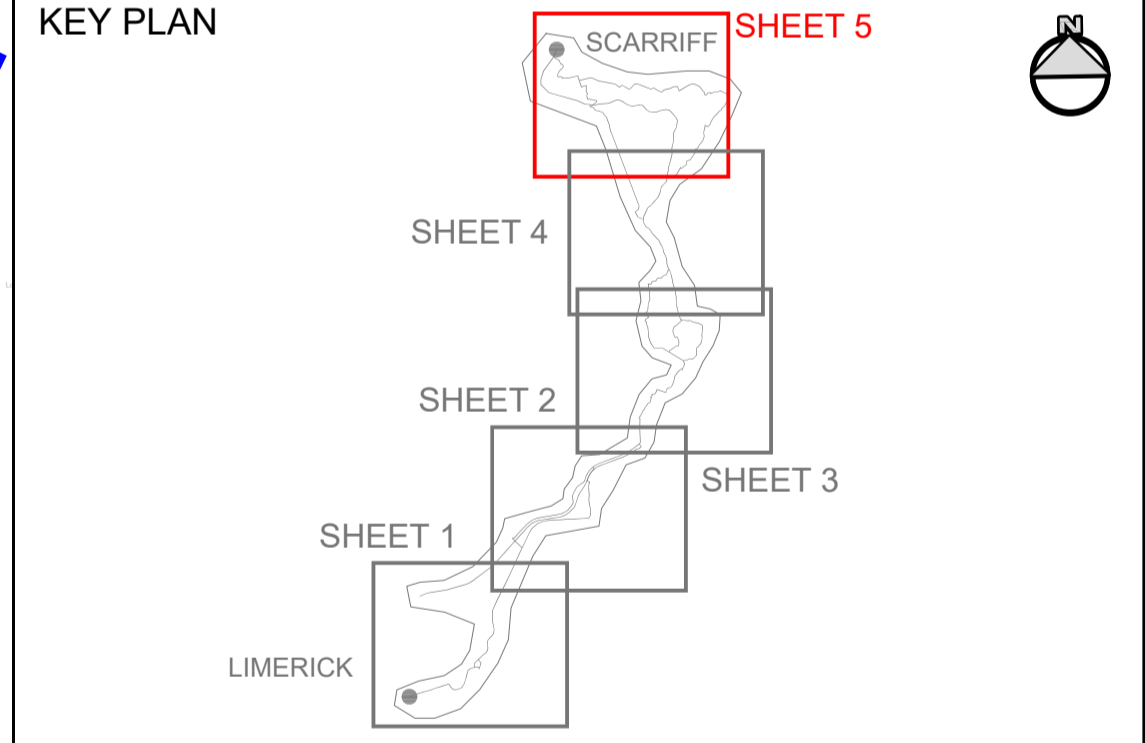 KEY PLAN
N
SCARRIFF
SHEET 5
SHEET 4
SHEET 2
SHEET 3
SHEET 1
LIMERICK